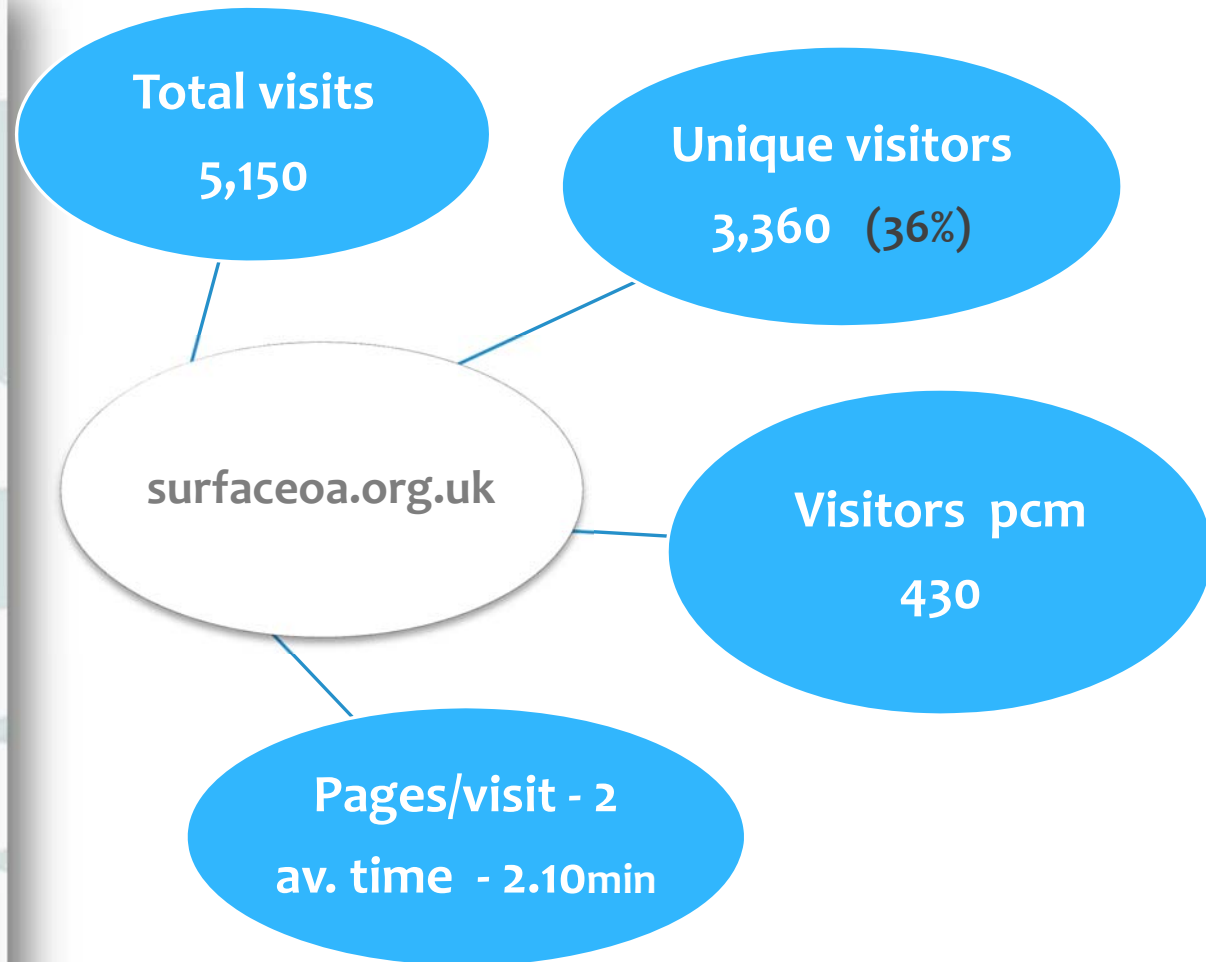 Total visits
5,150
Unique visitors
3,360 (36%)
surfaceoa.org.uk
Visitors pcm
430
Pages/visit - 2
av. time - 2.10min